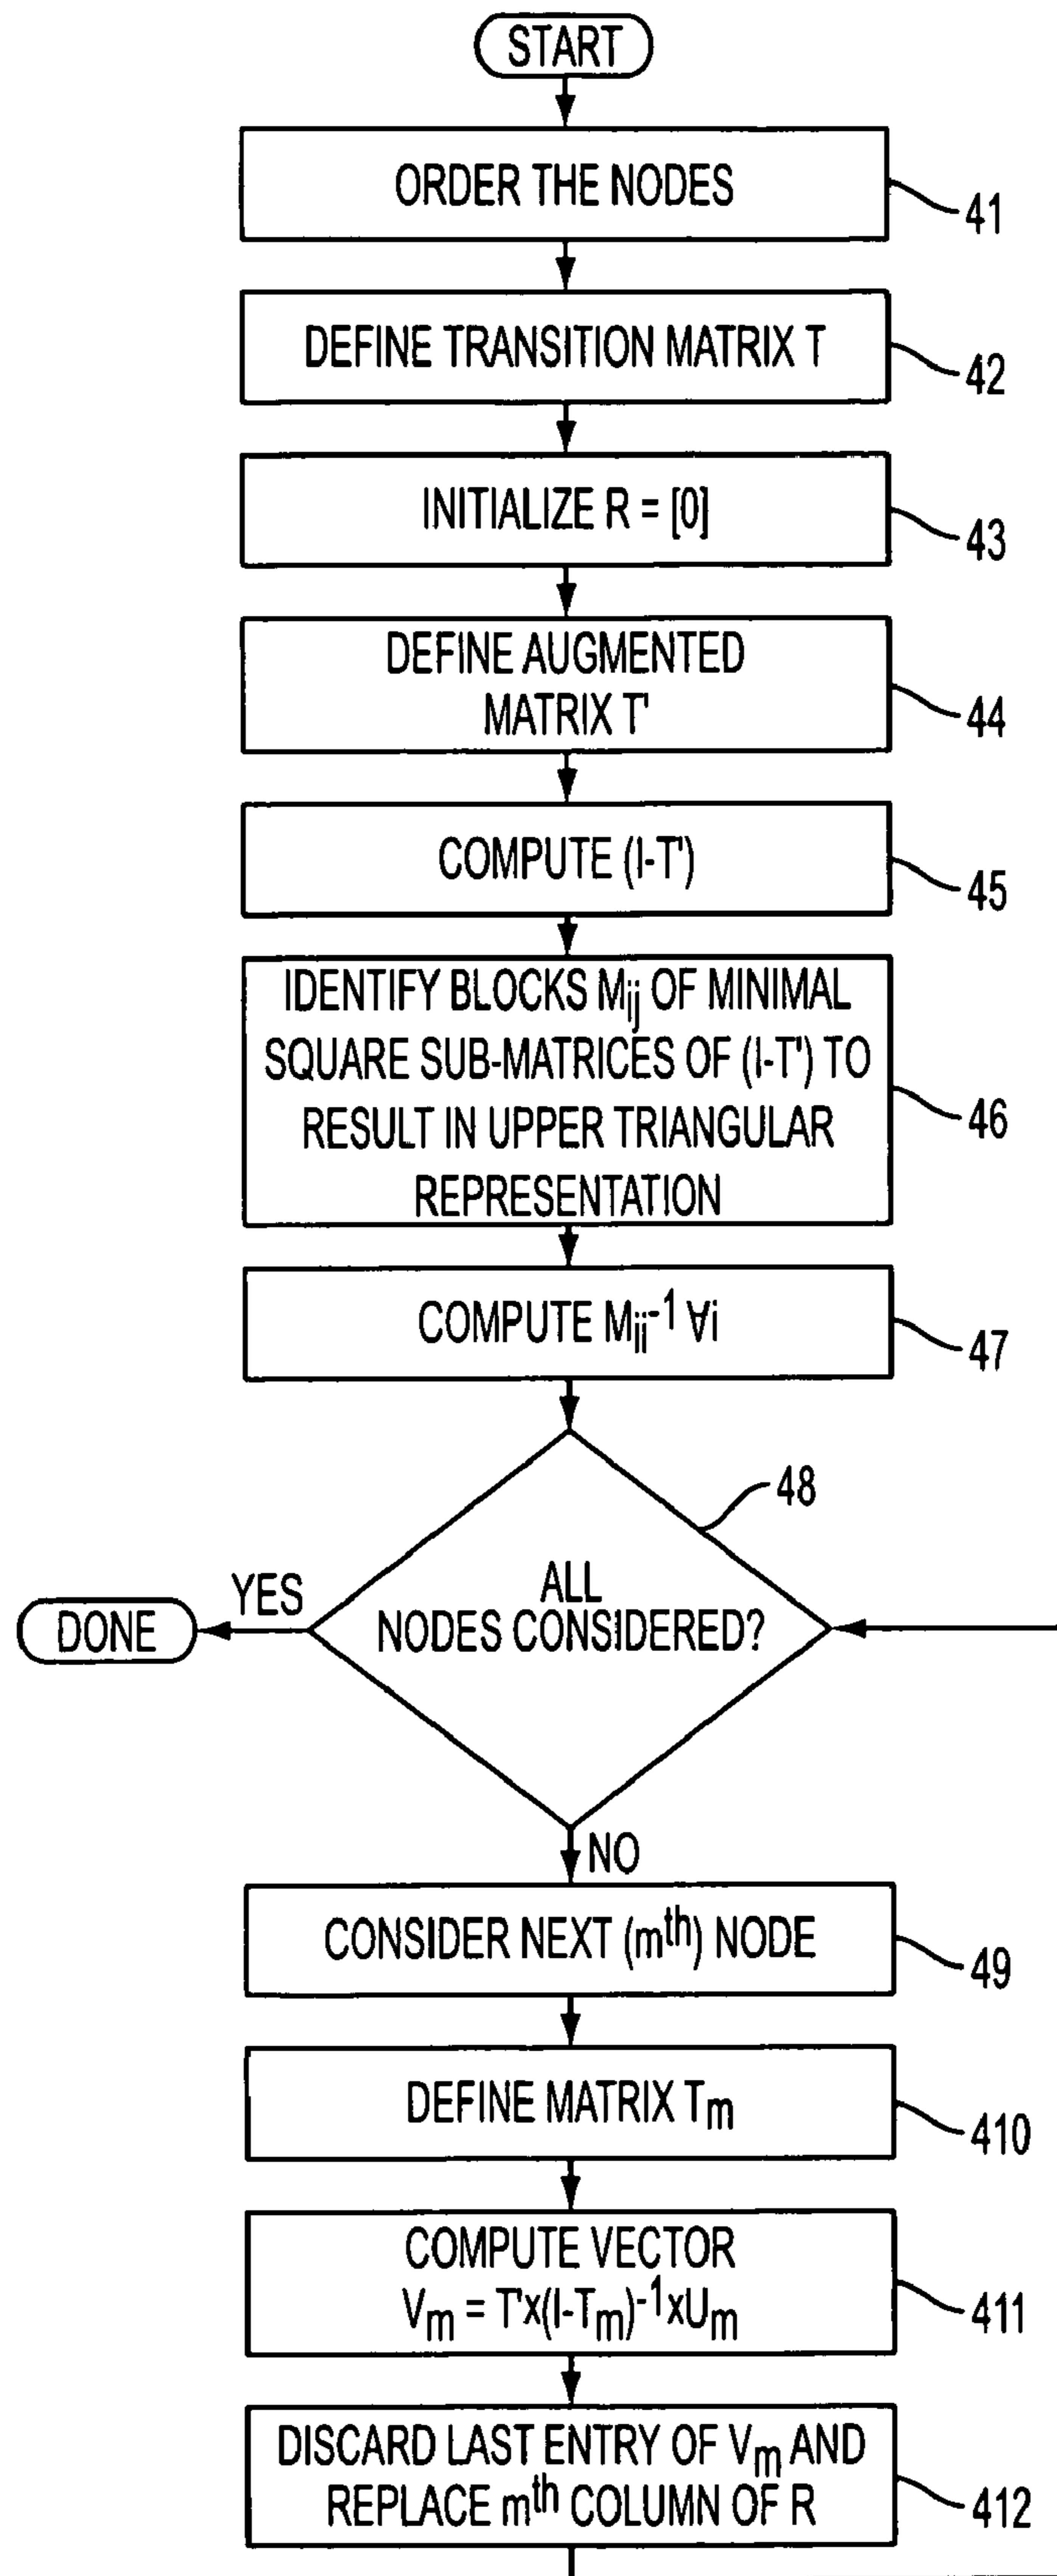 START
ORDER THE NODES
41
DEFINE TRANSITION MATRIX T
42
INITIALIZE R = [0]
43
DEFINE AUGMENTED
MATRIX T'
44
COMPUTE (I-T')
45
IDENTIFY BLOCKS Mij OF MINIMAL
SQUARE SUB-MATRICES OF (I-T') TO
RESULT IN UPPER TRIANGULAR
REPRESENTATION
46
COMPUTE Mii-1 ∀i
47
48
ALL
NODES CONSIDERED?
YES
DONE
NO
CONSIDER NEXT (mth) NODE
49
DEFINE MATRIX Tm
410
COMPUTE VECTOR
Vm = T'x(I-Tm)-1xUm
411
DISCARD LAST ENTRY OF Vm AND
REPLACE mth COLUMN OF R
412